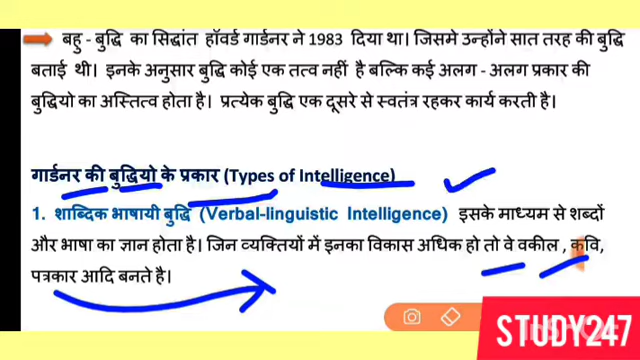 बहु - बुद्धि का सिद्धांत हॉवर्ड गार्डनर ने 1983 दिया था। जिसमे उन्होंने सात तरह की बुद्धि
बताई थी। इनके अनुसार बुद्धि कोई एक तत्व नहीं है बल्कि कई अलग - अलग प्रकार की
बुद्धियो का अस्तित्व होता है। प्रत्येक बुद्धि एक दूसरे से स्वतंत्र रहकर कार्य करती है।
गार्डनर की बुद्धियो के प्रकार (Types of Intelligence)
1. शाब्दिक भाषायी बुद्धि (Verbal-linguistic Intelligence) इसके माध्यम से शब्दों
और भाषा का ज्ञान होता है। जिन व्यक्तियों में इनका विकास अधिक हो तो वे वकील , कवि,
पत्रकार आदि बनते है।
STUDY247